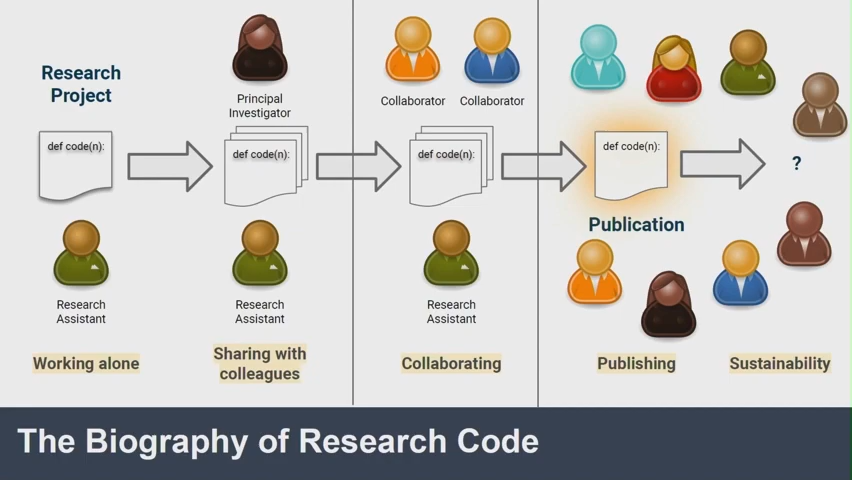 Research
Project
def code(n):
Research
Assistant
Working alone
Principal
Investigator
def code(n):
Research
Assistant
Sharing with
colleagues
Collaborator
Collaborator
def code(n):
Research
Assistant
Collaborating
def code(n):
Publication
Publishing
?
Sustainability
The Biography of Research Code